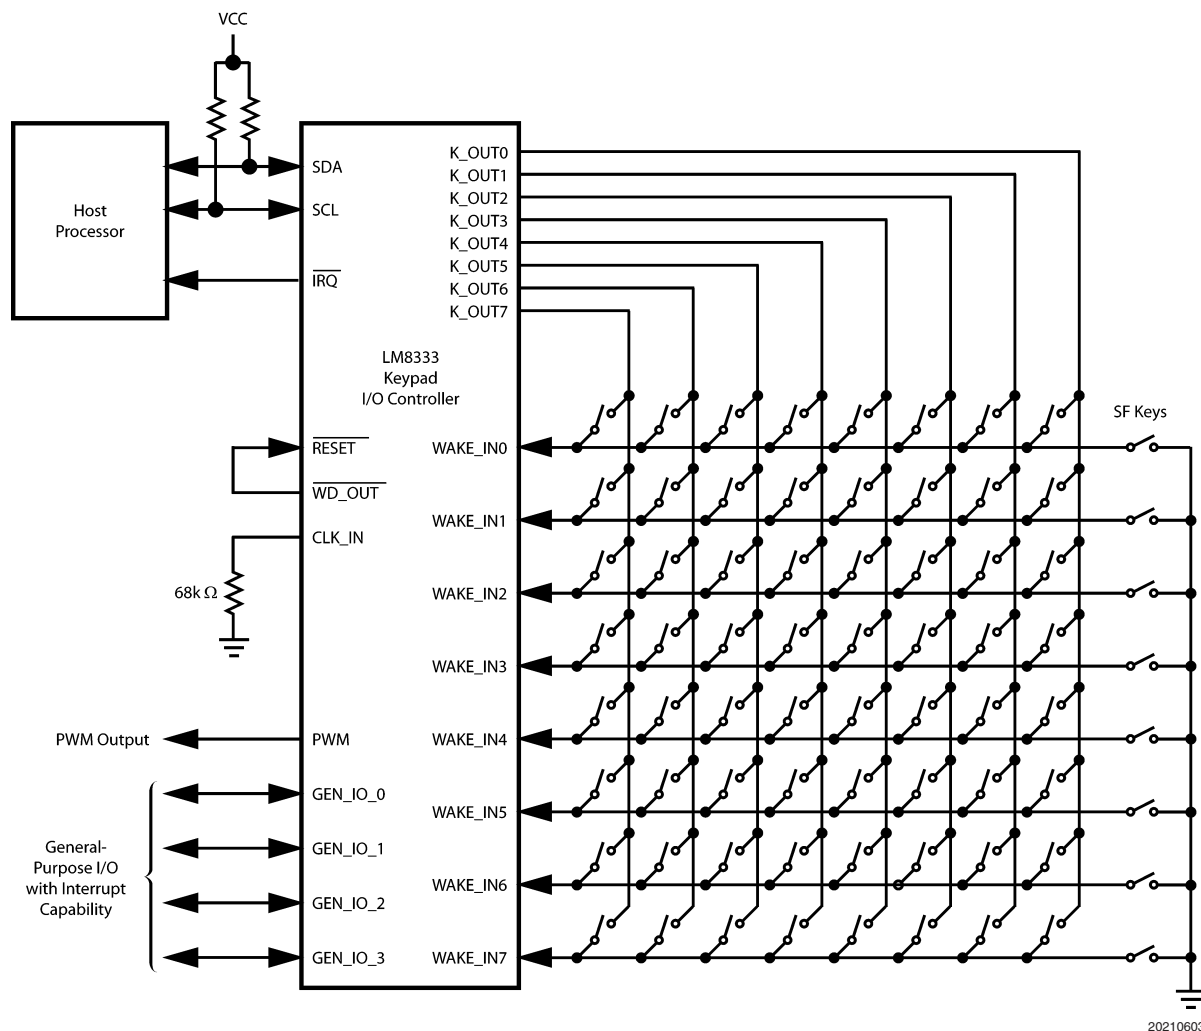 VCC
Host
Processor
SDA
SCL
IRQ
K_OUT0
K_OUT1
K_OUT2
K_OUT3
K_OUT4
K_OUT5
K_OUT6
K_OUT7
LM8333
Keypad
I/O Controller
SF Keys
RESET
WD_OUT
CLK_IN
68k Ω
WAKE_IN0
WAKE_IN1
WAKE_IN2
WAKE_IN3
WAKE_IN4
WAKE_IN5
WAKE_IN6
WAKE_IN7
PWM Output
PWM
General-
Purpose I/O
with Interrupt
Capability
GEN_IO_0
GEN_IO_1
GEN_IO_2
GEN_IO_3